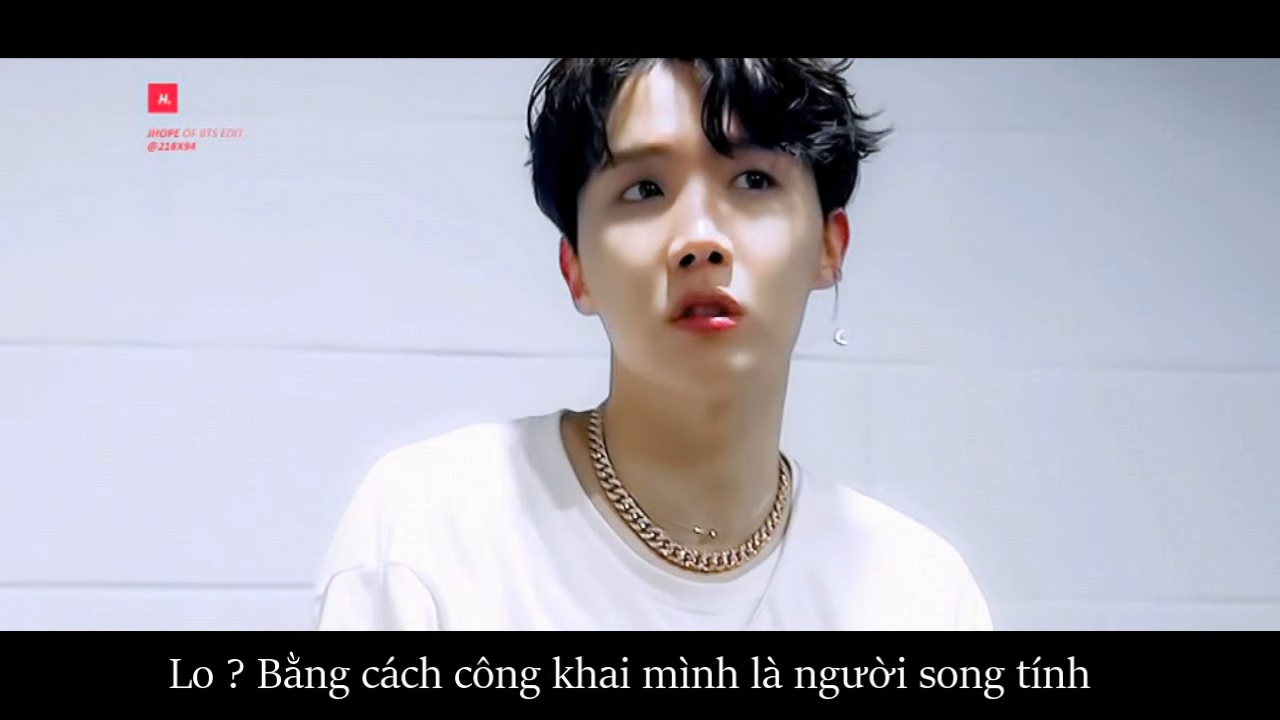 H.
JHOPE OF BTS EDIT
@218X94
Lo ? Bằng cách công khai mình là người song tính